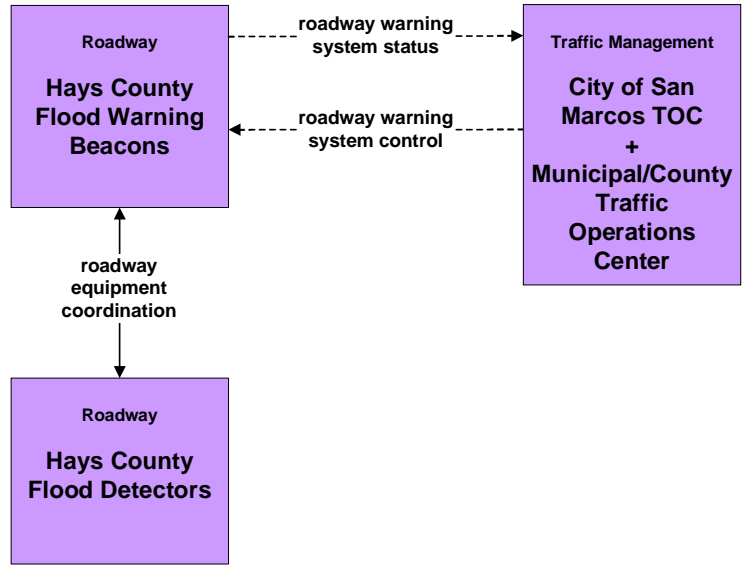 Roadway
Hays County
Flood Warning
Beacons
roadway warning
system status
roadway warning
system control
Traffic Management
City of San
Marcos TOC
+
Municipal/County
Traffic
Operations
Center
roadway
equipment
coordination
Roadway
Hays County
Flood Detectors